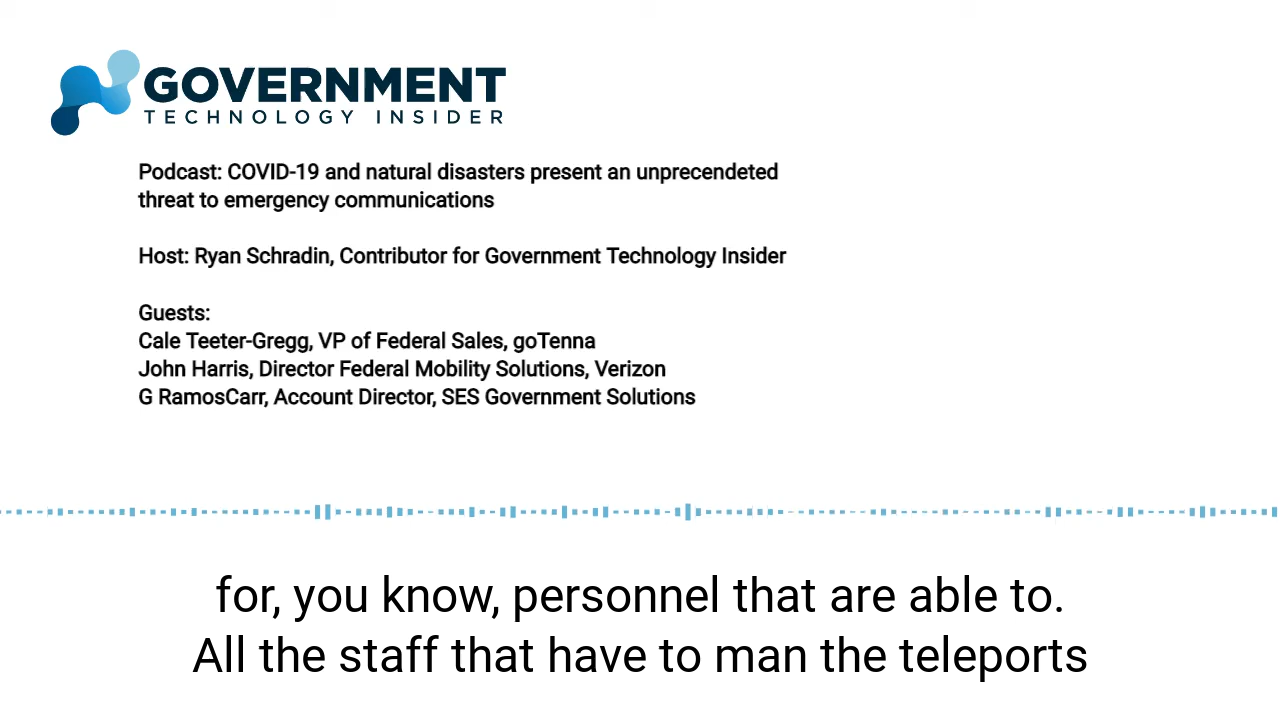 GOVERNMENT
TECHNOLOGY INSIDER
Podcast: COVID-19 and natural disasters present an unprecendeted
threat to emergency communications
Host: Ryan Schradin, Contributor for Government Technology Insider
Guests:
Cale Teeter-Gregg, VP of Federal Sales, goTenna
John Harris, Director Federal Mobility Solutions, Verizon
G RamosCarr, Account Director, SES Government Solutions
for, you know, personnel that are able to.
All the staff that have to man the teleports